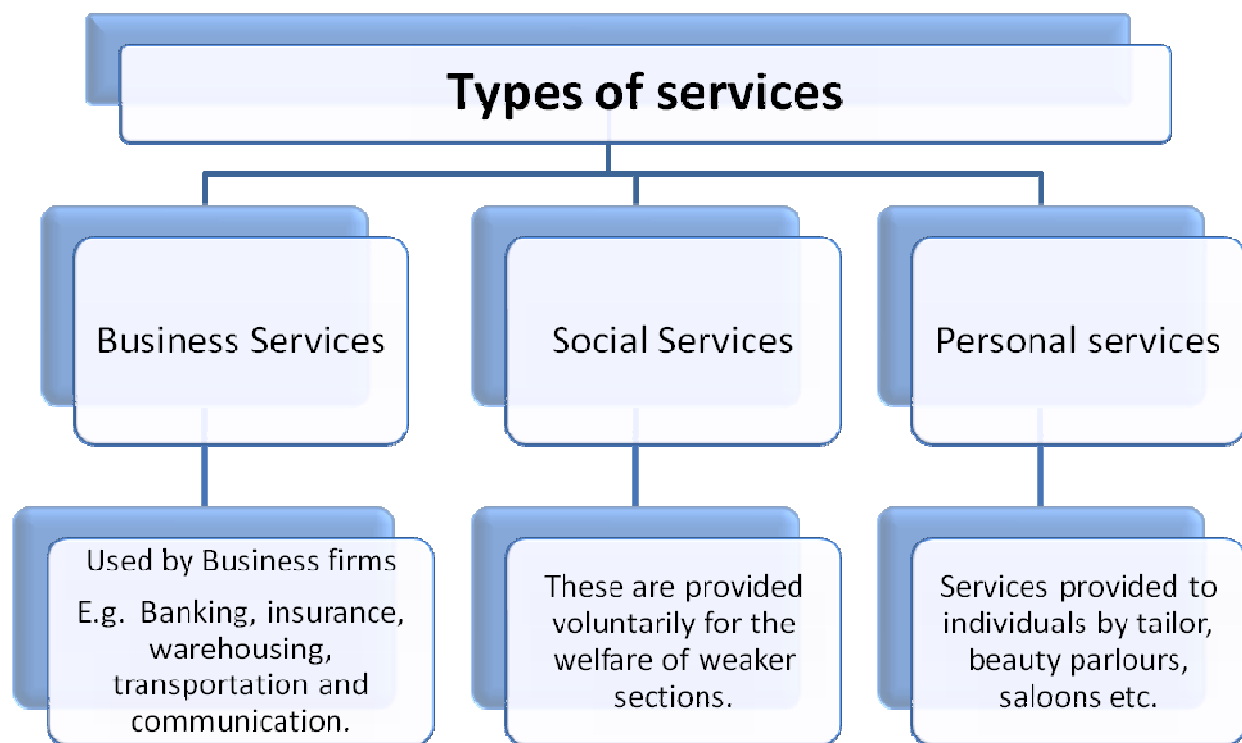 Types of services
Business Services
Social Services
Personal services
Used by Business firms
E.g. Banking, insurance,
warehousing,
transportation and
communication.
These are provided
voluntarily for the
welfare of weaker
sections.
Services provided to
individuals by tailor,
beauty parlours,
saloons etc.